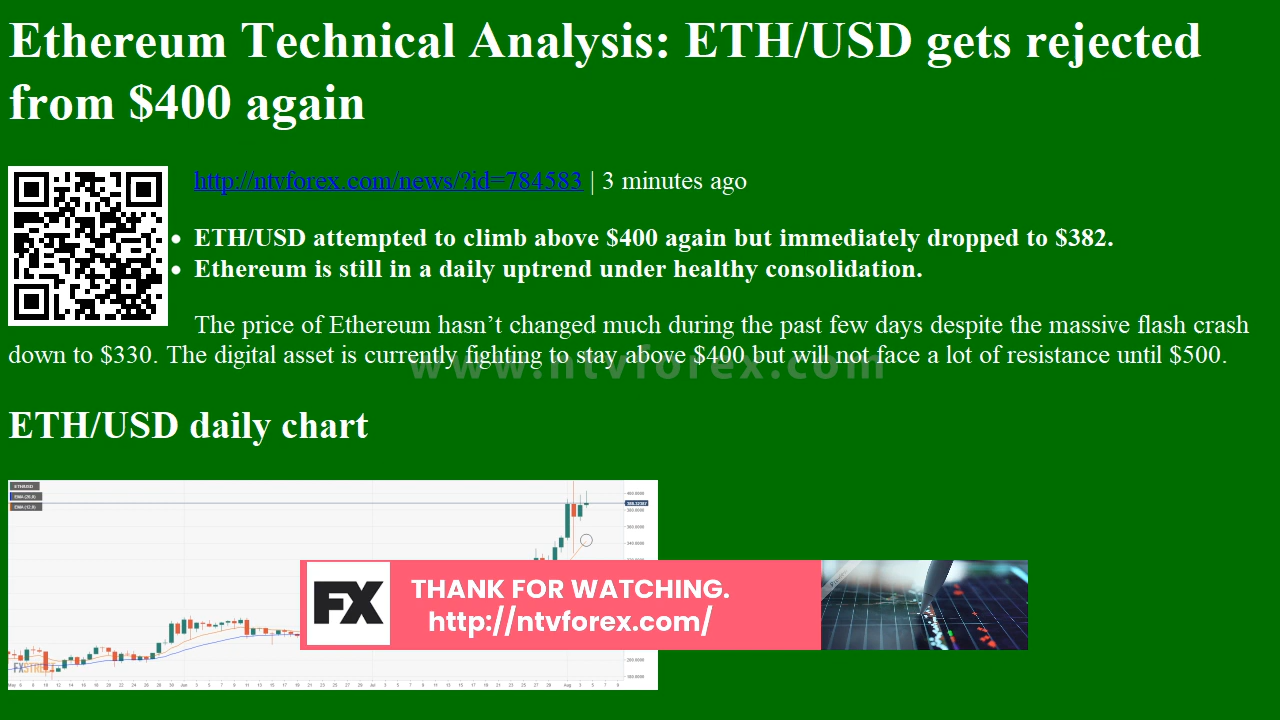 Ethereum Technical Analysis: ETH/USD gets rejected
from $400 again
http://ntvforex.com/news/?id=784583 | 3 minutes ago
• ETH/USD attempted to climb above $400 again but immediately dropped to $382.
• Ethereum is still in a daily uptrend under healthy consolidation.
The price of Ethereum hasn’t changed much during the past few days despite the massive flash crash
down to $330. The digital asset is currently fighting to stay above $400 but will not face a lot of resistance until $500.
www.ntvforex.com
ETH/USD daily chart
ETH/USD
FX
THANK FOR WATCHING.
http://ntvforex.com/